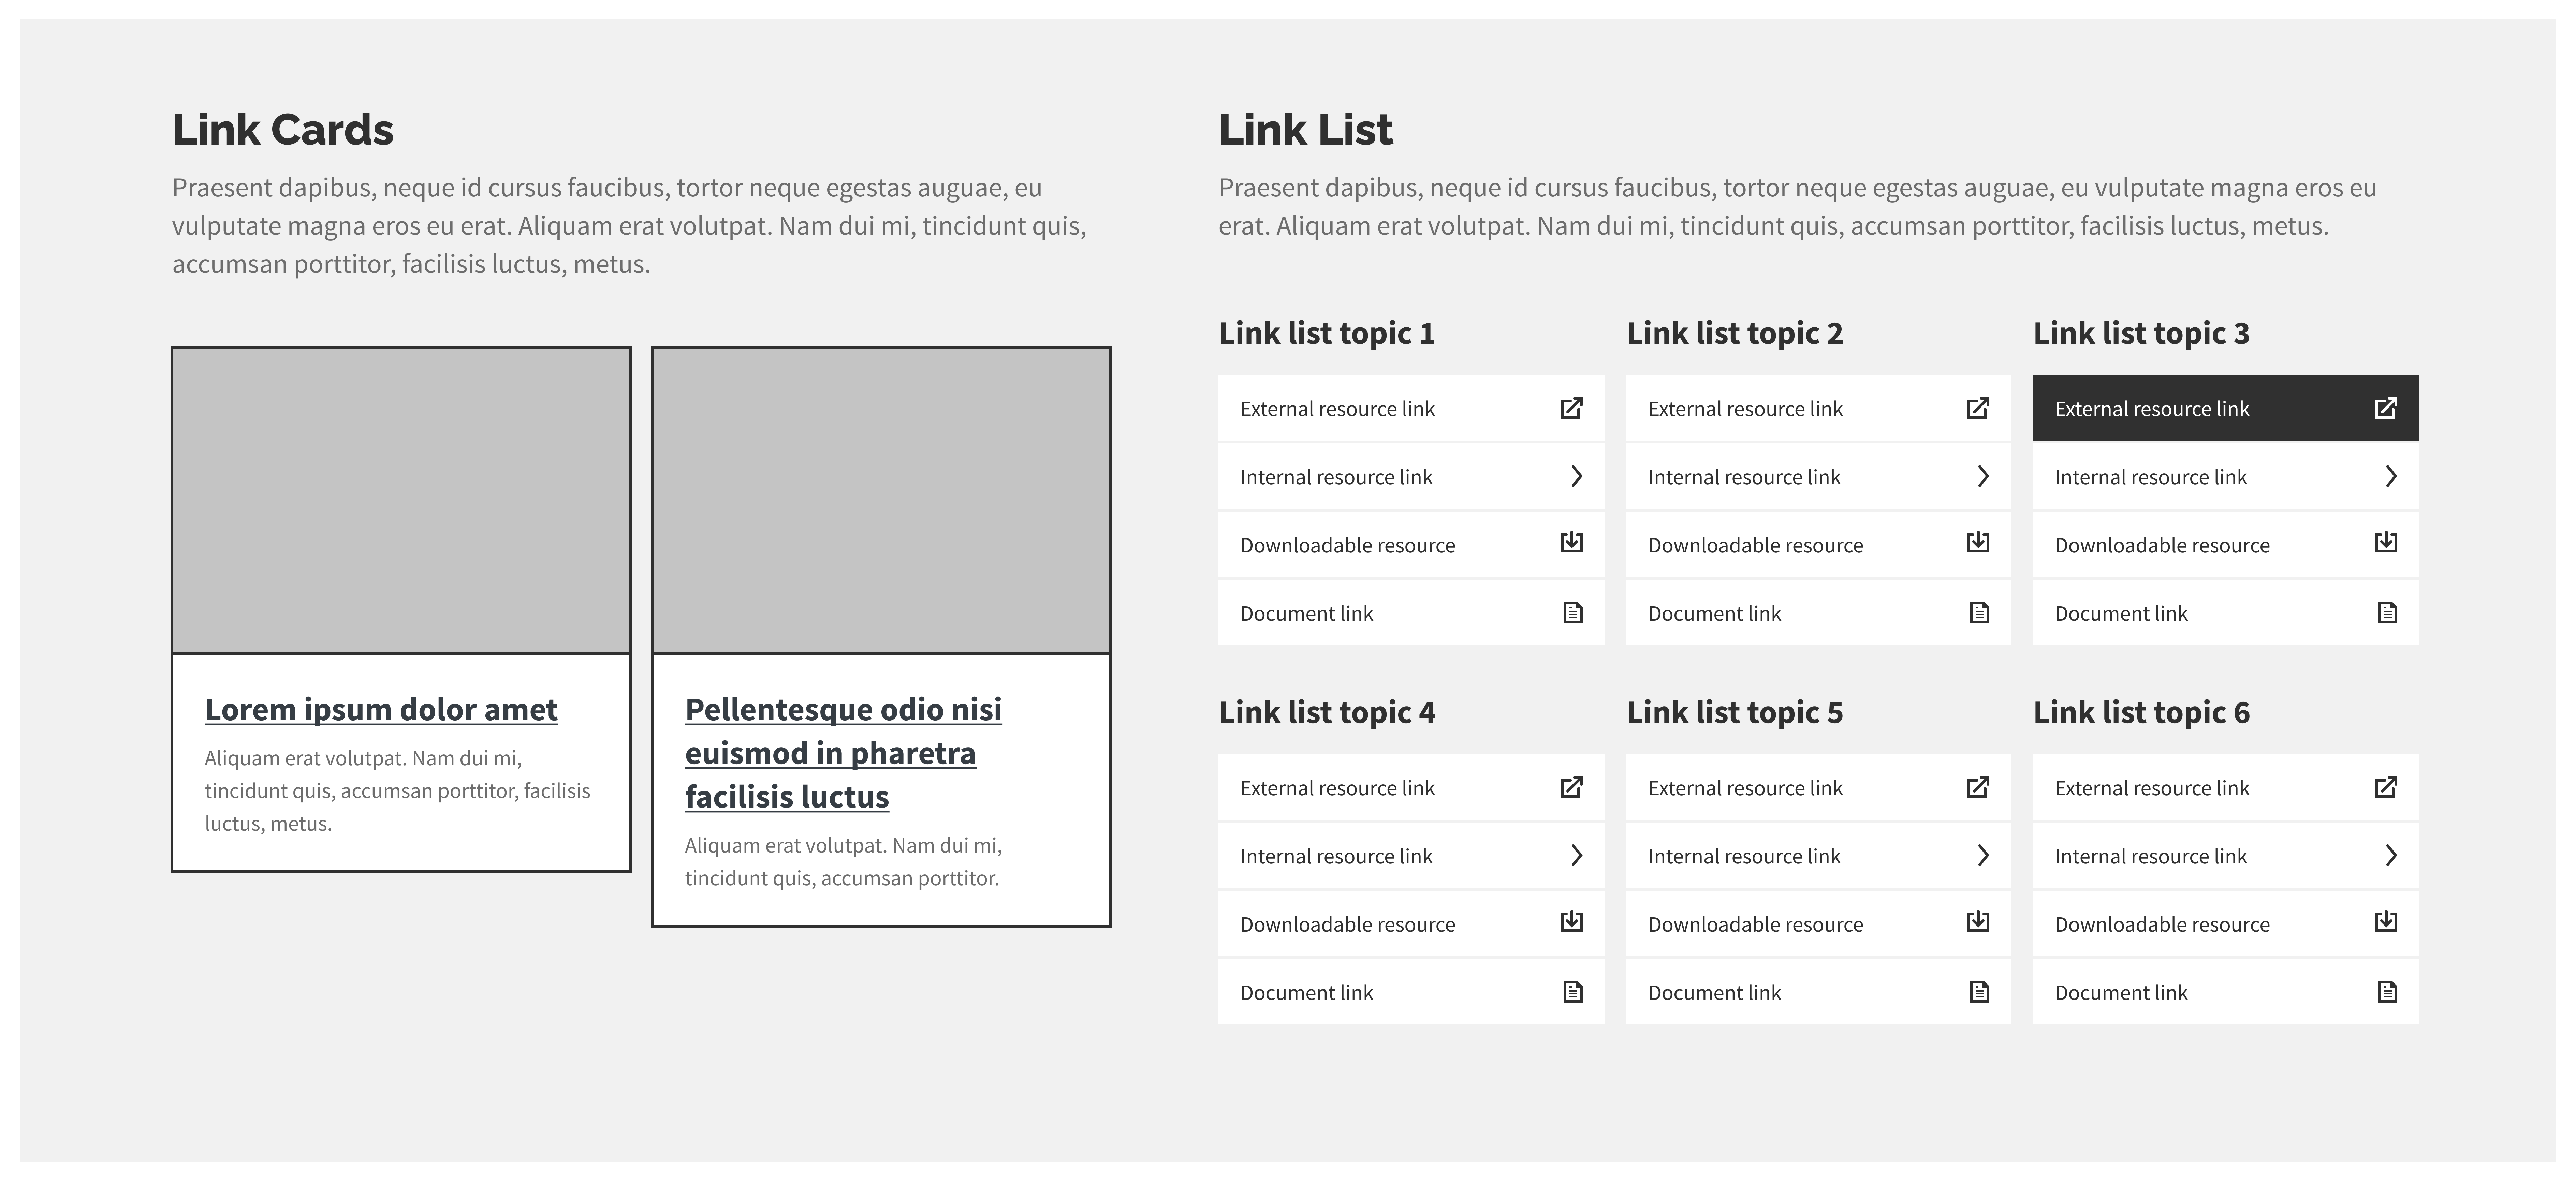 Link Cards
Praesent dapibus, neque id cursus faucibus, tortor neque egestas auguae, eu
vulputate magna eros eu erat. Aliquam erat volutpat. Nam dui mi, tincidunt quis,
accumsan porttitor, facilisis luctus, metus.
Lorem ipsum dolor amet
Aliquam erat volutpat. Nam dui mi,
tincidunt quis, accumsan porttitor, facilisis
luctus, metus.
Pellentesque odio nisi
euismod in pharetra
facilisis luctus
Aliquam erat volutpat. Nam dui mi,
tincidunt quis, accumsan porttitor.
Link List
Praesent dapibus, neque id cursus faucibus, tortor neque egestas auguae, eu vulputate magna eros eu
erat. Aliquam erat volutpat. Nam dui mi, tincidunt quis, accumsan porttitor, facilisis luctus, metus.
Link list topic 1
External resource link
Internal resource link
Downloadable resource
Document link
Link list topic 2
External resource link
Internal resource link
Downloadable resource
Document link
Link list topic 3
External resource link
Internal resource link
Downloadable resource
Document link
Link list topic 4
External resource link
Internal resource link
Downloadable resource
Document link
Link list topic 5
External resource link
Internal resource link
Downloadable resource
Document link
Link list topic 6
External resource link
Internal resource link
Downloadable resource
Document link